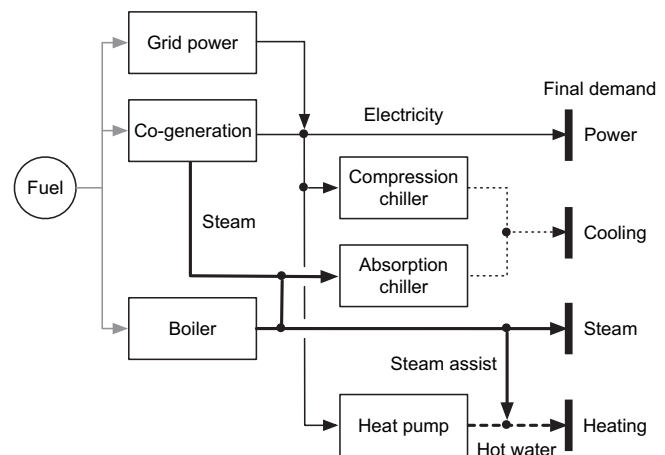 Grid power
Final demand
Co-generation
Electricity
Power
Fuel
Compression
chiller
Steam
Cooling
Absorption
chiller
Boiler
Steam
Steam assist
Heat pump
Heating
Hot water